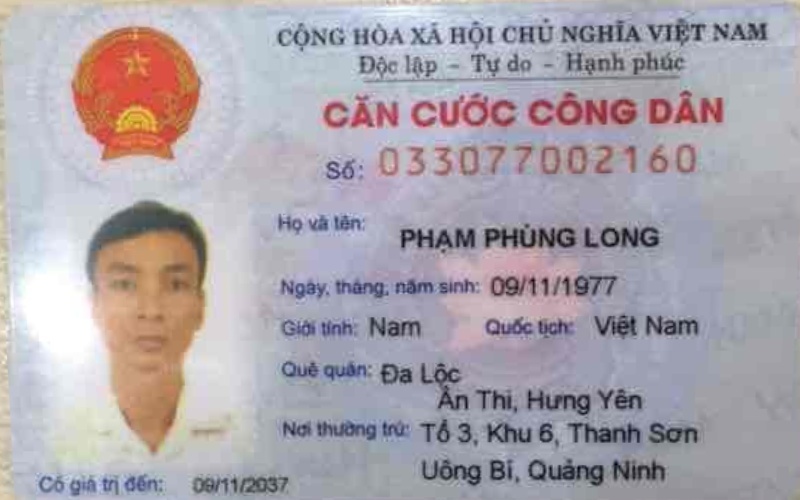 CỘNG HÒA XÃ HỘI CHỦ NGHĨA VIỆT NAM
Độc lập - Tự do - Hạnh phúc
CĂN CƯỚC CÔNG DÂN
Số: 033077002160
Họ và tên: PHẠM PHÙNG LONG
Ngày, tháng, năm sinh: 09/11/1977
Giới tính: Nam Quốc tịch: Việt Nam
Quê quán: Đa Lộc
Ân Thi, Hưng Yên
Nơi thường trú: Tổ 3, Khu 6, Thanh Sơn
Uông Bí, Quảng Ninh
Có giá trị đến: 09/11/2037